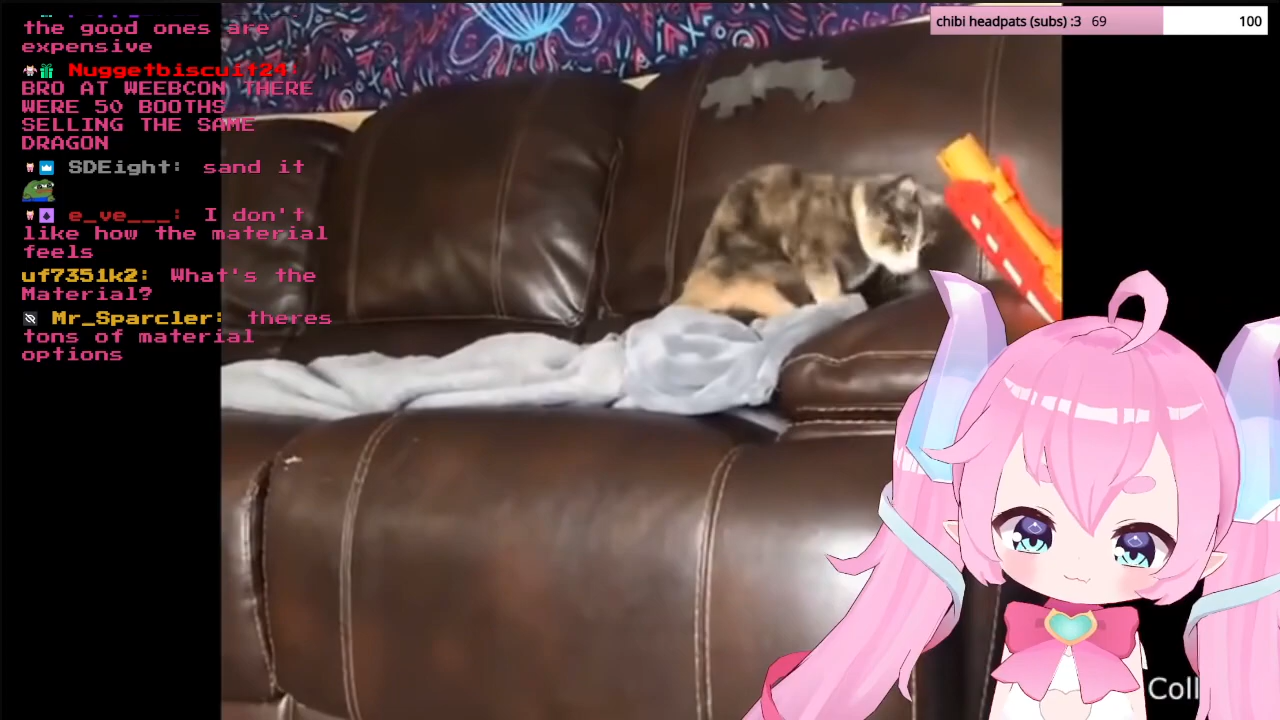 the good ones are
expensive
Nuggetbiscuit24:
BRO AT WEEBCON THERE
WERE 50 BOOTHS
SELLING THE SAME
DRAGON
SDEight: sand it
e_ve___: I don't
like how the material
feels
uf7351k2: What's the
Material?
Mr_Sparcler: theres
tons of material
options
chibi headpats (subs) :3 69 100
Coll